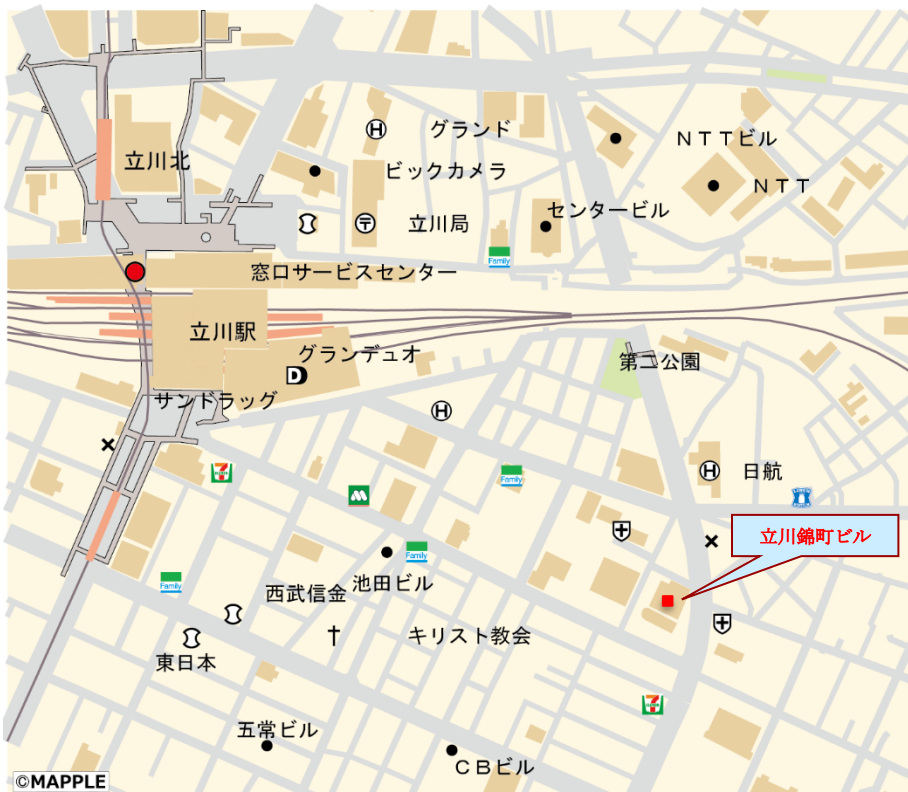 グランド
ＮＴＴビル
立川北
ビックカメラ
ＮＴＴ
センタービル
立川局
Family
窓口サービスセンター
立川駅
グランデュオ
第二公園
サンドラッグ
日航
Family
立川錦町ビル
Family
池田ビル
Family
西武信金
キリスト教会
東日本
五常ビル
ＣＢビル
©MAPPLE